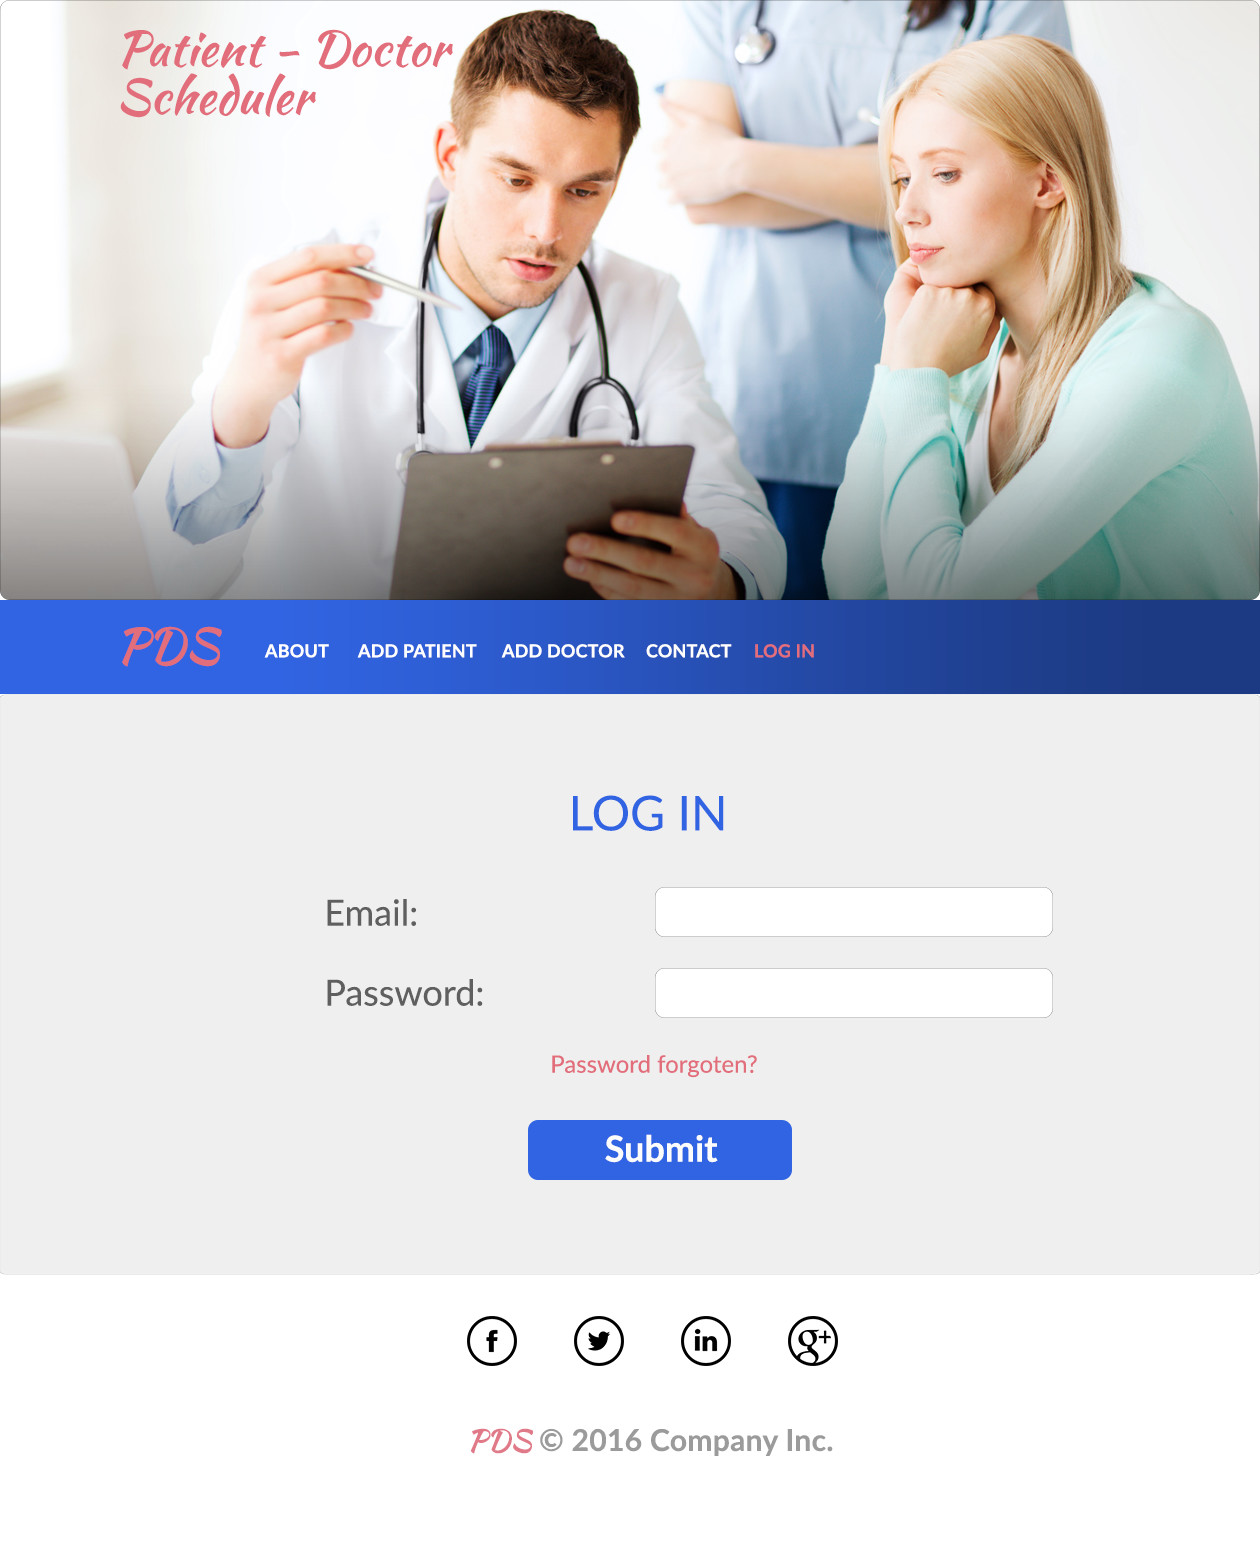 Patient - Doctor
Scheduler
PDS ABOUT ADD PATIENT ADD DOCTOR CONTACT LOG IN
LOG IN
Email:
Password:
Password forgoten?
Submit
f in g+
PDS © 2016 Company Inc.